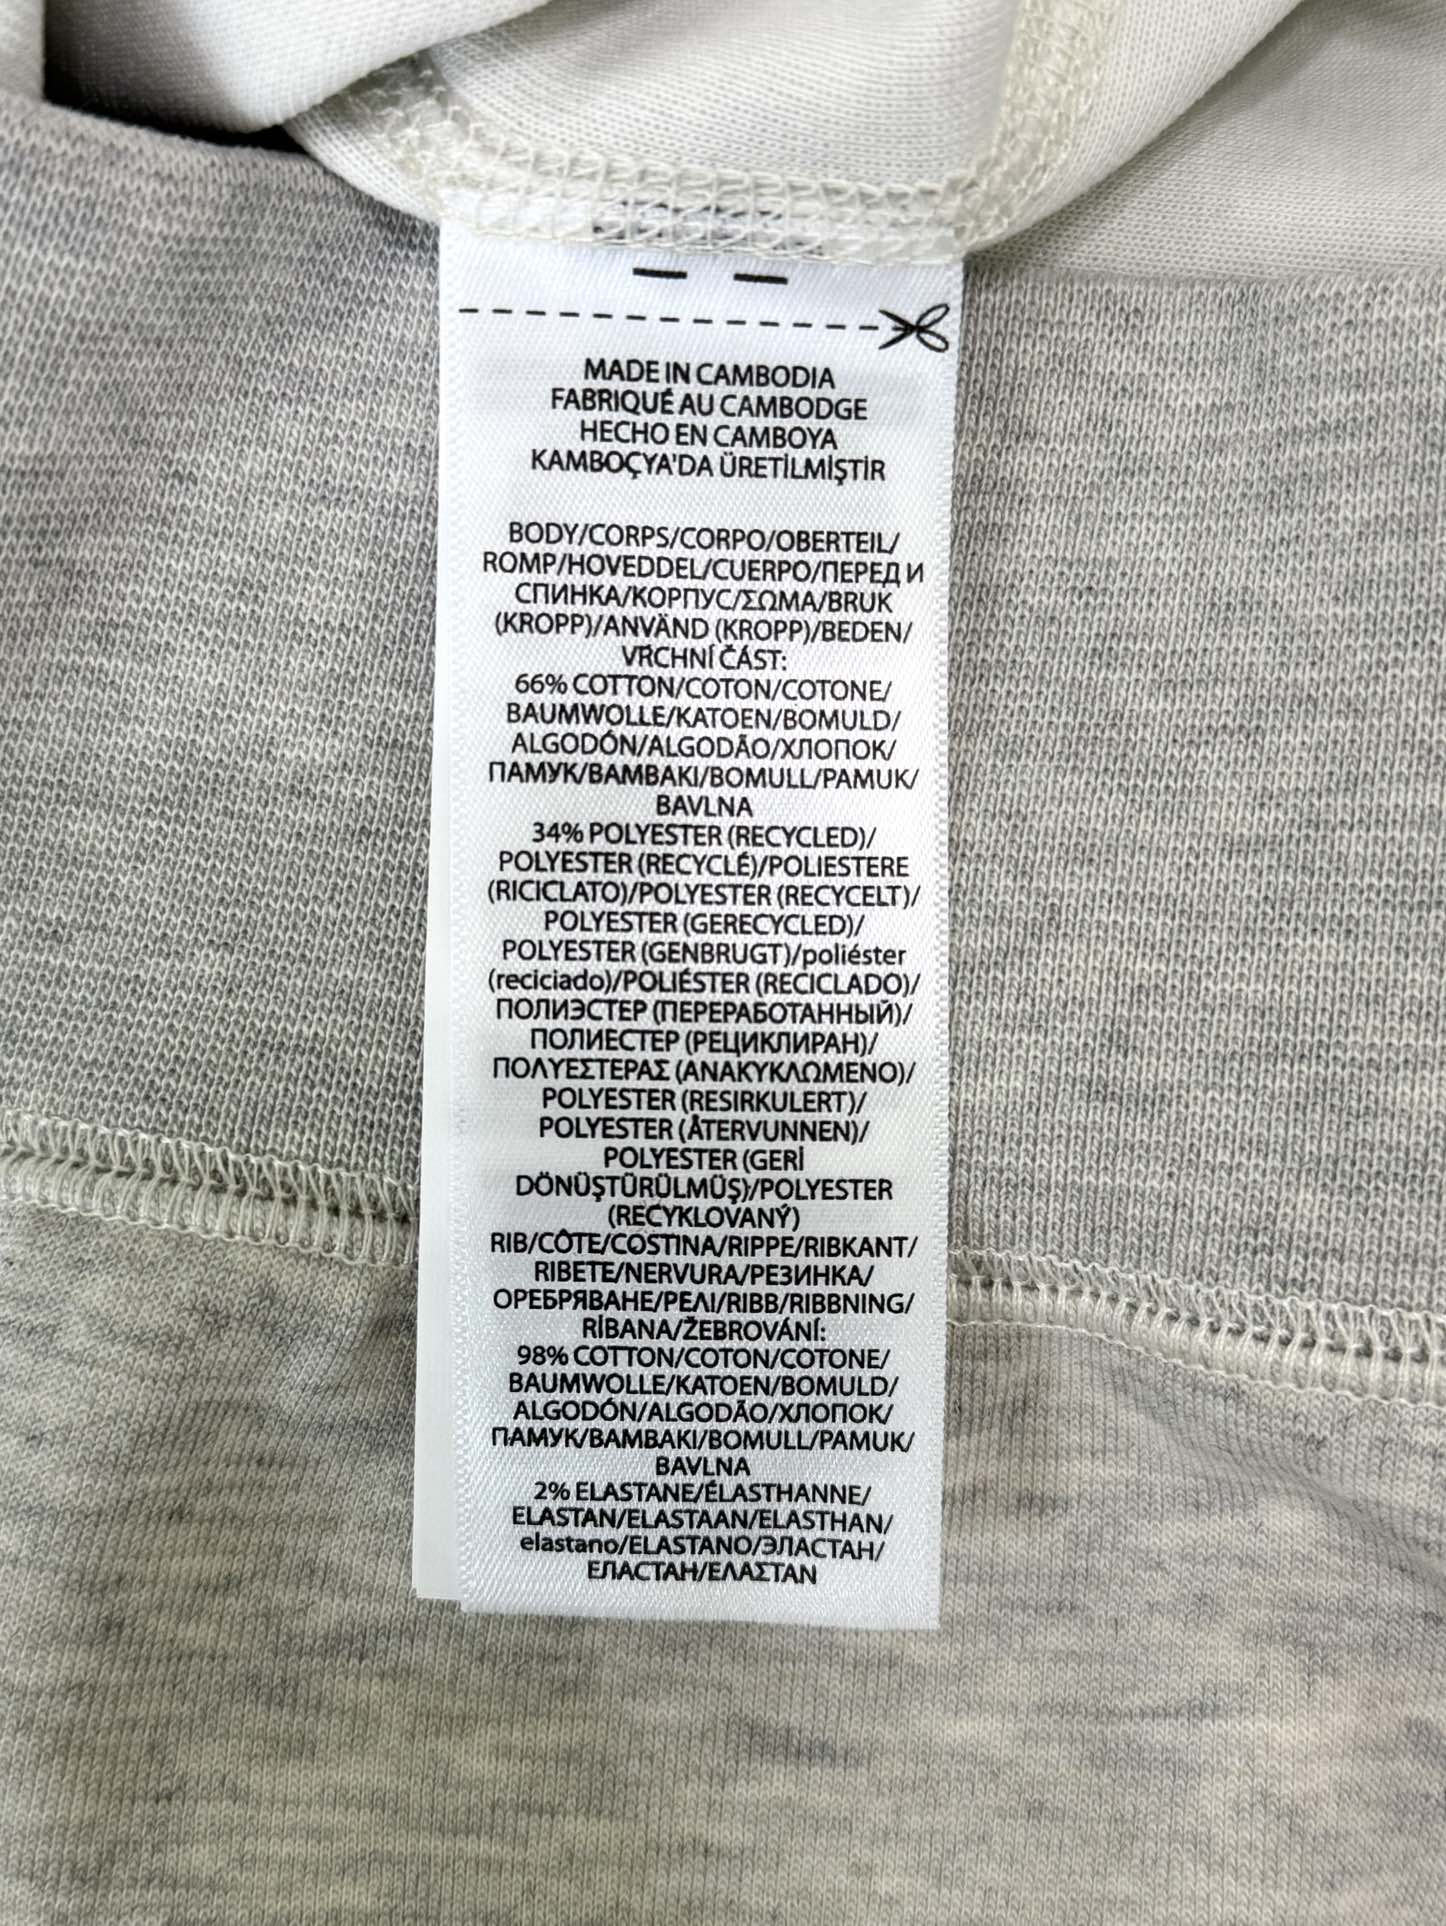 MADE IN CAMBODIA
FABRIQUÉ AU CAMBODGE
HECHO EN CAMBOYA
KAMBOÇYA'DA ÜRETİLMİŞTİR
BODY/CORPS/CORPO/OBERTEIL/
ROMP/HOVEDDEL/CUERPO/ПЕРЕД И
СПИНКА/КОРПУС/ΣΩΜΑ/BRUK
(KROPP)/ANVÄND (KROPP)/BEDEN/
VRCHNÍ ČÁST:
66% COTTON/COTON/COTONE/
BAUMWOLLE/KATOEN/BOMULD/
ALGODÓN/ALGODÃO/ХЛОПОК/
ПАМУК/BAMBAKI/BOMULL/PAMUK/
BAVLNA
34% POLYESTER (RECYCLED)/
POLYESTER (RECYCLÉ)/POLIESTERE
(RICICLATO)/POLYESTER (RECYCELT)/
POLYESTER (GERECYCLED)/
POLYESTER (GENBRUGT)/poliéster
(reciciado)/POLIÉSTER (RECICLADO)/
ПОЛИЭСТЕР (ПЕРЕРАБОТАННЫЙ)/
ПОЛИЕСТЕР (РЕЦИКЛИРАН)/
ΠΟΛΥΕΣΤΕΡΑΣ (ΑΝΑΚΥΚΛΩΜΕΝΟ)/
POLYESTER (RESIRKULERT)/
POLYESTER (ÅTERVUNNEN)/
POLYESTER (GERİ
DÖNÜŞTÜRÜLMÜŞ)/POLYESTER
(RECYKLOVANÝ)
RIB/CÔTE/COSTINA/RIPPE/RIBKANT/
RIBETE/NERVURA/РЕЗИНКА/
ОРЕБРЯВАНЕ/ΡΕΛΙ/RIBB/RIBBNING/
RİBANA/ŽEBROVÁNÍ:
98% COTTON/COTON/COTONE/
BAUMWOLLE/KATOEN/BOMULD/
ALGODÓN/ALGODÃO/ХЛОПОК/
ПАМУК/BAMBAKI/BOMULL/PAMUK/
BAVLNA
2% ELASTANE/ÉLASTHANNE/
ELASTAN/ELASTAAN/ELASTHAN/
elastano/ELASTANO/ЭЛАСТАН/
ЕЛАСТАН/ΕΛΑΣΤΑΝ